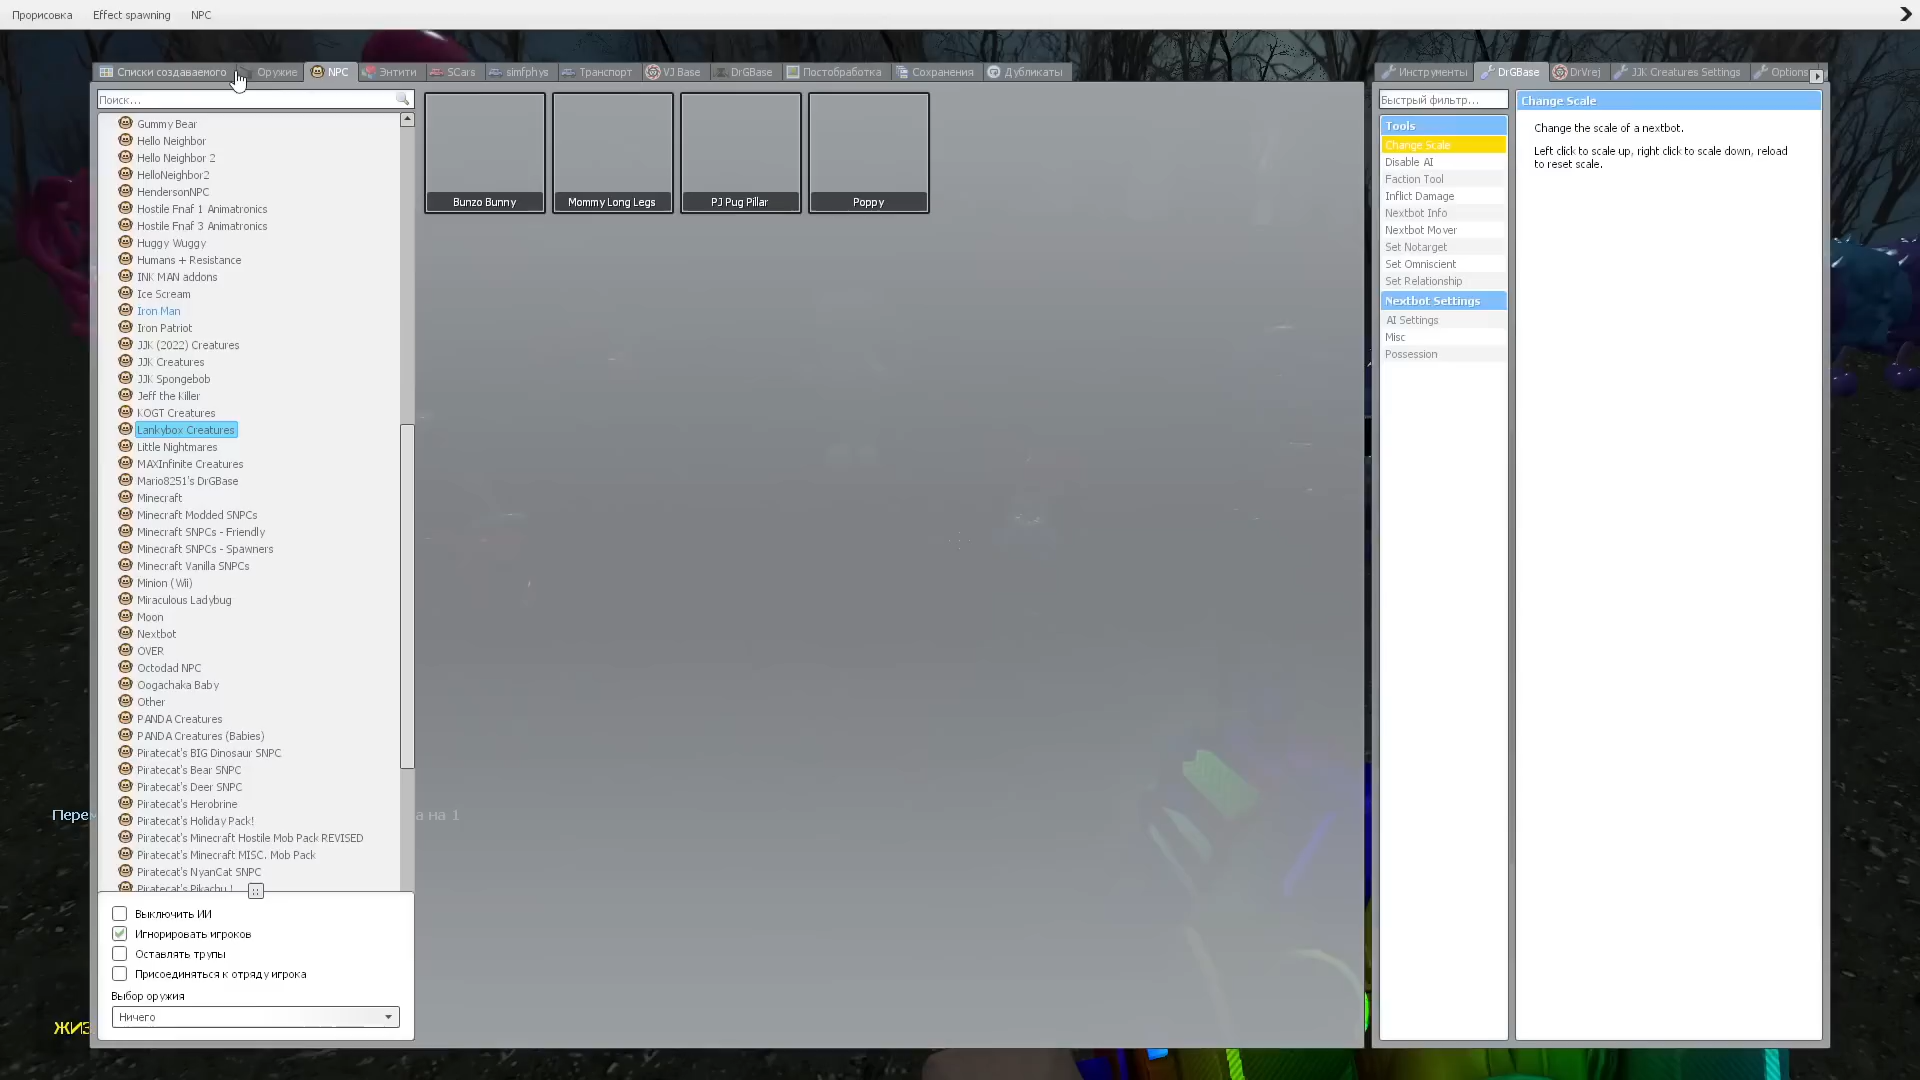 Прорисовка Effect spawning NPC
Списки создаваемого Оружие NPC Энтити SCars simfphys Транспорт VJ Base DrGBase Постобработка Сохранения Дубликаты
Инструменты DrGBase DrVrej JJK Creatures Settings Options
Поиск...
Gummy Bear
Hello Neighbor
Hello Neighbor 2
HelloNeighbor2
HendersonNPC
Hostile Fnaf 1 Animatronics
Hostile Fnaf 3 Animatronics
Huggy Wuggy
Humans + Resistance
INK MAN addons
Ice Scream
Iron Man
Iron Patriot
JJK (2022) Creatures
JJK Creatures
JJK Spongebob
Jeff the Killer
KOGT Creatures
Lankybox Creatures
Little Nightmares
MAXInfinite Creatures
Mario8251's DrGBase
Minecraft
Minecraft Modded SNPCs
Minecraft SNPCs - Friendly
Minecraft SNPCs - Spawners
Minecraft Vanilla SNPCs
Minion (Wii)
Miraculous Ladybug
Moon
Nextbot
OVER
Octodad NPC
Oogachaka Baby
Other
PANDA Creatures
PANDA Creatures (Babies)
Piratecat's BIG Dinosaur SNPC
Piratecat's Bear SNPC
Piratecat's Deer SNPC
Piratecat's Herobrine
Piratecat's Holiday Pack!
Piratecat's Minecraft Hostile Mob Pack REVISED
Piratecat's Minecraft MISC. Mob Pack
Piratecat's NyanCat SNPC
Piratecat's Pikachu !
Выключить ИИ
Игнорировать игроков
Оставлять трупы
Присоединяться к отряду игрока
Выбор оружия
Ничего
Bunzo Bunny
Mommy Long Legs
PJ Pug Pillar
Poppy
Перем
а на 1
ЖИЗ
Быстрый фильтр...
Tools
Change Scale
Disable AI
Faction Tool
Inflict Damage
Nextbot Info
Nextbot Mover
Set Notarget
Set Omniscient
Set Relationship
Nextbot Settings
AI Settings
Misc
Possession
Change Scale
Change the scale of a nextbot.
Left click to scale up, right click to scale down, reload
to reset scale.